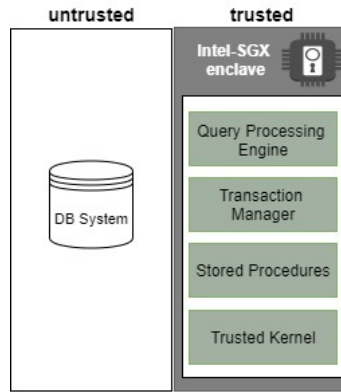 untrusted
trusted
Intel-SGX
enclave
DB System
Query Processing
Engine
Transaction
Manager
Stored Procedures
Trusted Kernel